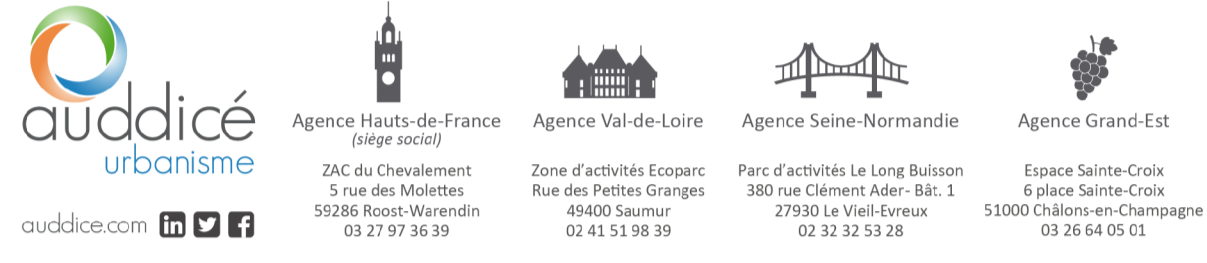 auddicé
urbanisme
auddice.com
Agence Hauts-de-France
(siège social)
ZAC du Chevalement
5 rue des Molettes
59286 Roost-Warendin
03 27 97 36 39
Agence Val-de-Loire
Zone d'activités Ecoparc
Rue des Petites Granges
49400 Saumur
02 41 51 98 39
Agence Seine-Normandie
Parc d'activités Le Long Buisson
380 rue Clément Ader- Bât. 1
27930 Le Vieil-Evreux
02 32 32 53 28
Agence Grand-Est
Espace Sainte-Croix
6 place Sainte-Croix
51000 Châlons-en-Champagne
03 26 64 05 01